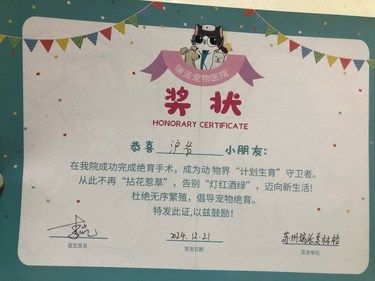 瑞派宠物医院
奖状
HONORARY CERTIFICATE
恭喜 沪爷 小朋友:
在我院成功完成绝育手术,成为动物界“计划生育”守卫者。
从此不再“拈花惹草”,告别“灯红酒绿”,迈向新生活!
杜绝无序繁殖,倡导宠物绝育。
特发此证,以兹鼓励!
2024.12.21
医生签名 签发日期 签发单位